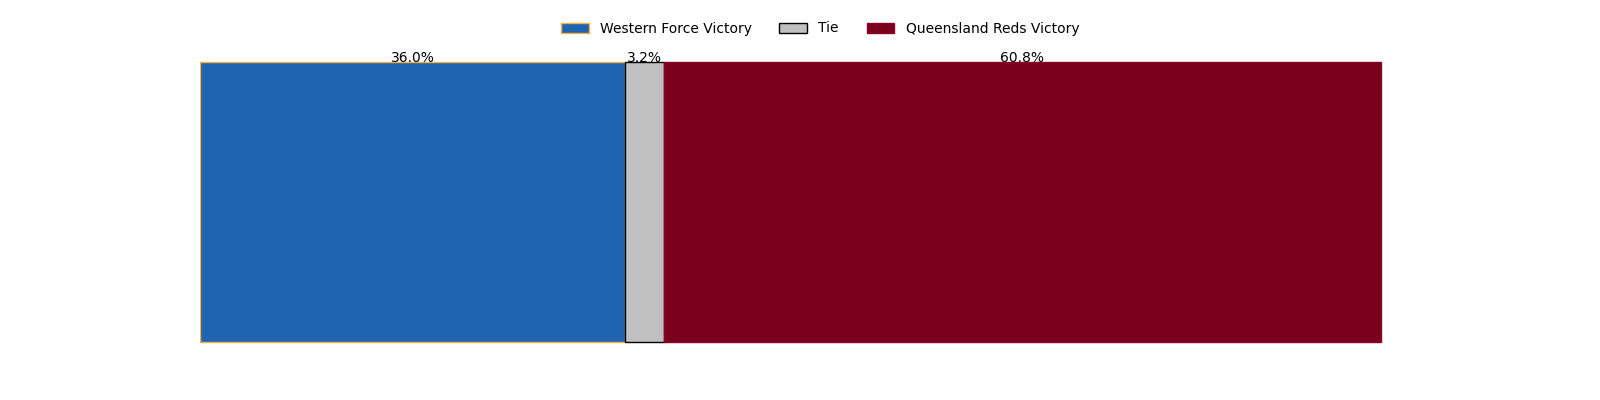 Western Force Victory Tie Queensland Reds Victory
36.0% 3.2% 60.8%